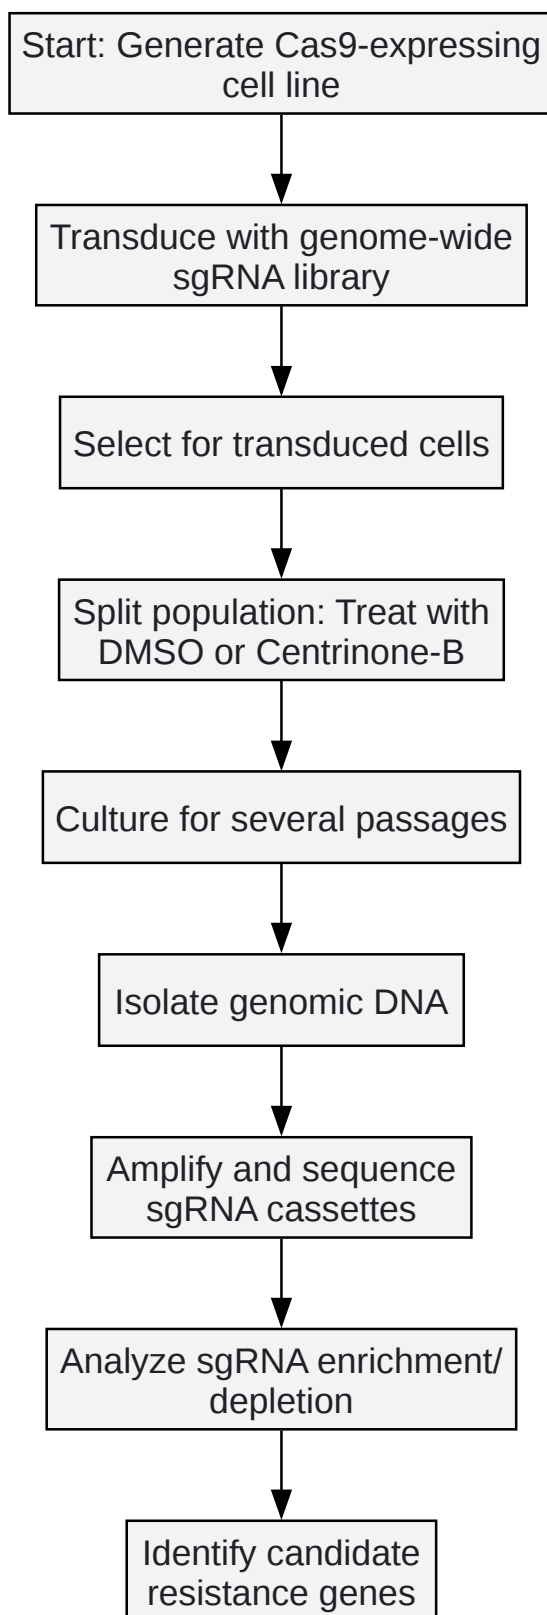 Start: Generate Cas9-expressing
cell line
Transduce with genome-wide
sgRNA library
Select for transduced cells
Split population: Treat with
DMSO or Centrinone-B
Culture for several passages
Isolate genomic DNA
Amplify and sequence
sgRNA cassettes
Analyze sgRNA enrichment/
depletion
Identify candidate
resistance genes